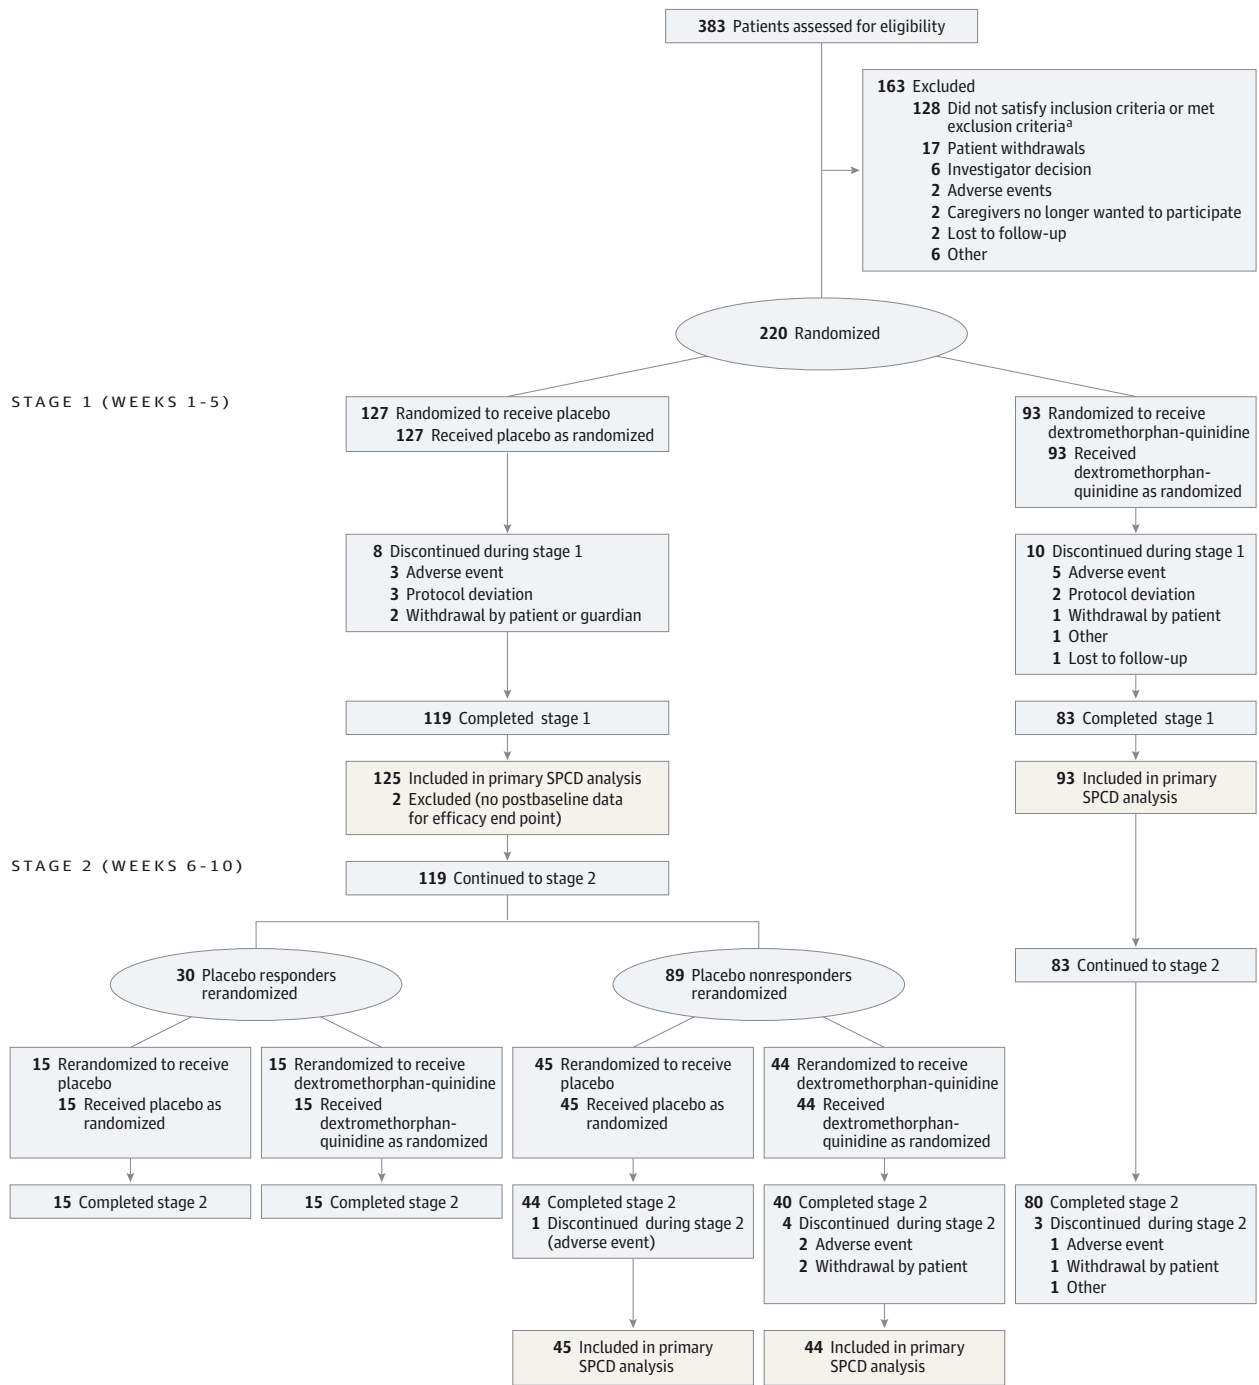 383 Patients assessed for eligibility
163 Excluded
128 Did not satisfy inclusion criteria or met
exclusion criteriaᵃ
17 Patient withdrawals
6 Investigator decision
2 Adverse events
2 Caregivers no longer wanted to participate
2 Lost to follow-up
6 Other
220 Randomized
STAGE 1 (WEEKS 1-5)
127 Randomized to receive placebo
127 Received placebo as randomized
93 Randomized to receive
dextromethorphan-quinidine
93 Received
dextromethorphan-
quinidine as randomized
8 Discontinued during stage 1
3 Adverse event
3 Protocol deviation
2 Withdrawal by patient or guardian
10 Discontinued during stage 1
5 Adverse event
2 Protocol deviation
1 Withdrawal by patient
1 Other
1 Lost to follow-up
119 Completed stage 1
83 Completed stage 1
125 Included in primary SPCD analysis
2 Excluded (no postbaseline data
for efficacy end point)
93 Included in primary
SPCD analysis
STAGE 2 (WEEKS 6-10)
119 Continued to stage 2
30 Placebo responders
rerandomized
89 Placebo nonresponders
rerandomized
83 Continued to stage 2
15 Rerandomized to receive
placebo
15 Received placebo as
randomized
15 Rerandomized to receive
dextromethorphan-quinidine
15 Received
dextromethorphan-
quinidine as randomized
45 Rerandomized to receive
placebo
45 Received placebo as
randomized
44 Rerandomized to receive
dextromethorphan-quinidine
44 Received
dextromethorphan-
quinidine as randomized
15 Completed stage 2
15 Completed stage 2
44 Completed stage 2
1 Discontinued during stage 2
(adverse event)
40 Completed stage 2
4 Discontinued during stage 2
2 Adverse event
2 Withdrawal by patient
80 Completed stage 2
3 Discontinued during stage 2
1 Adverse event
1 Withdrawal by patient
1 Other
45 Included in primary
SPCD analysis
44 Included in primary
SPCD analysis